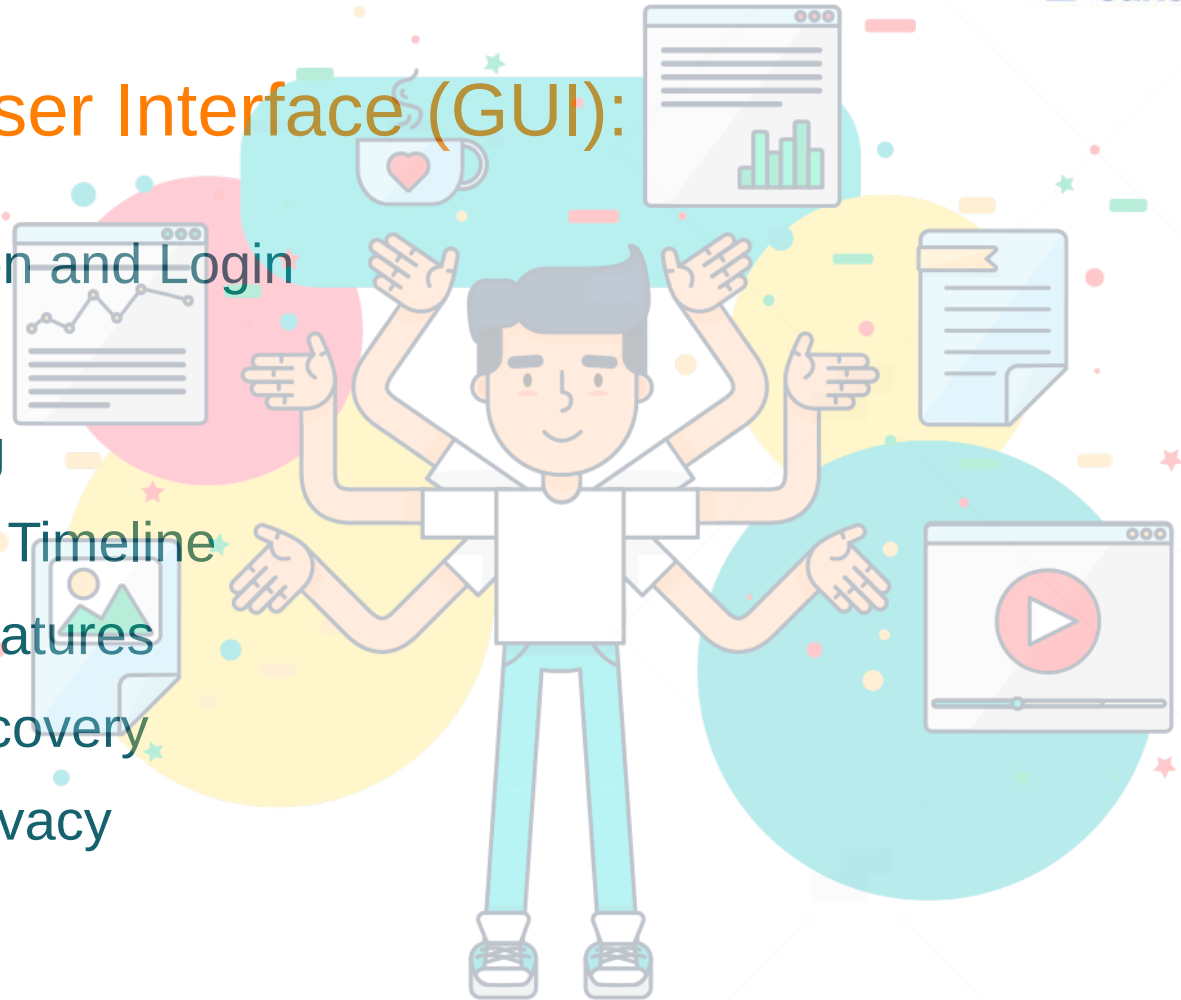 ser Interface (GUI):
n and Login
g
Timeline
atures
covery
vacy